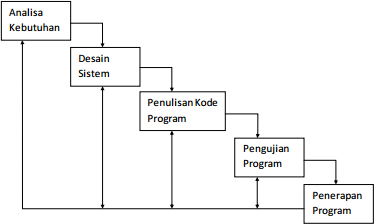 Analisa
Kebutuhan
Desain
Sistem
Penulisan Kode
Program
Pengujian
Program
Penerapan
Program